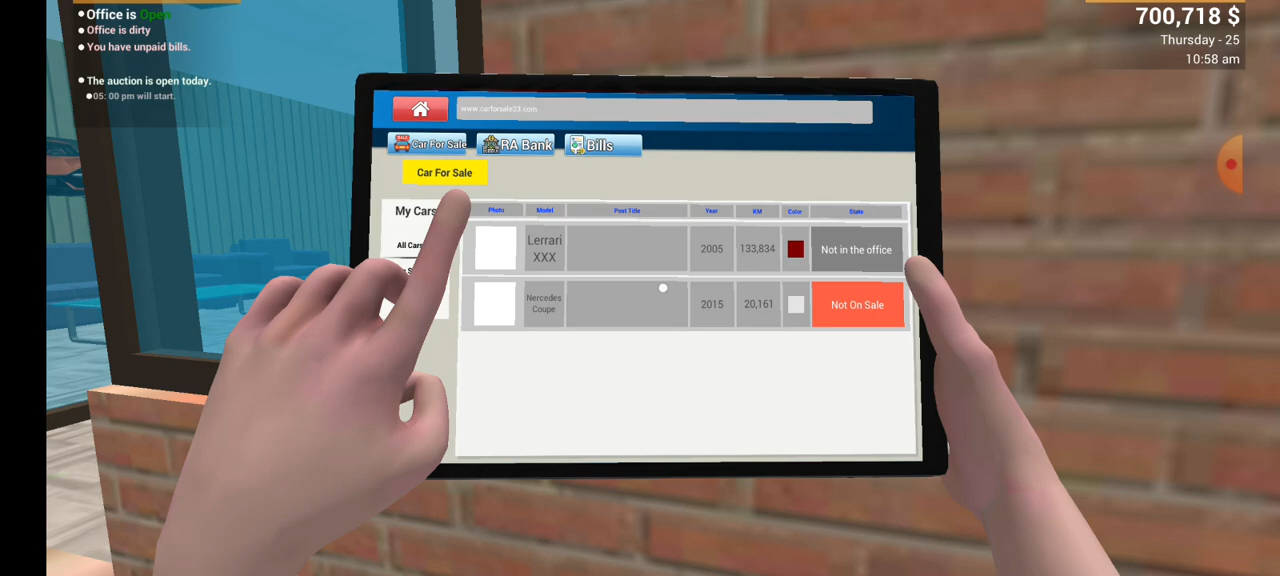 Office is Open
Office is dirty
You have unpaid bills.
The auction is open today.
05: 00 pm will start.
700,718 $
Thursday - 25
10:58 am
www.carforsale23.com
SALE Car For Sale
RA Bank
Bills
Car For Sale
My Cars
Photo Model Post Title Year KM Color State
All Cars
Lerrari XXX 2005 133,834 Not in the office
Nercedes Coupe 2015 20,161 Not On Sale